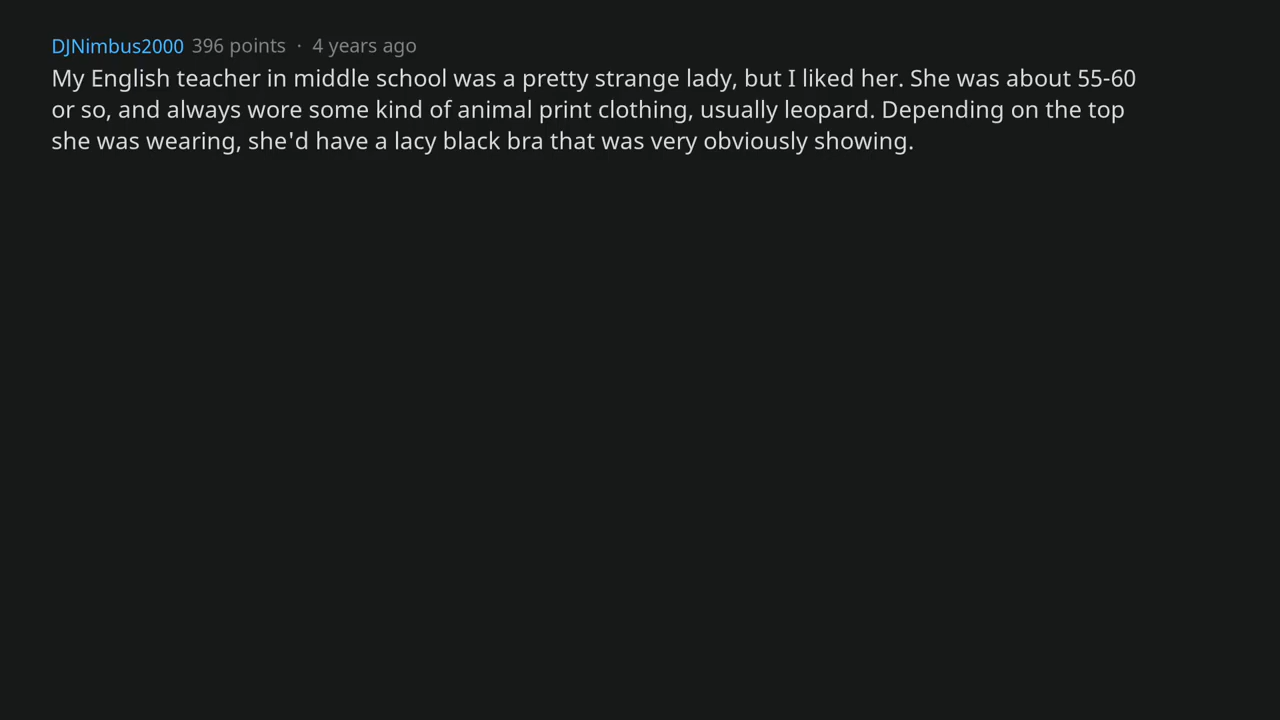 DJNimbus2000 396 points · 4 years ago
My English teacher in middle school was a pretty strange lady, but I liked her. She was about 55-60
or so, and always wore some kind of animal print clothing, usually leopard. Depending on the top
she was wearing, she'd have a lacy black bra that was very obviously showing.